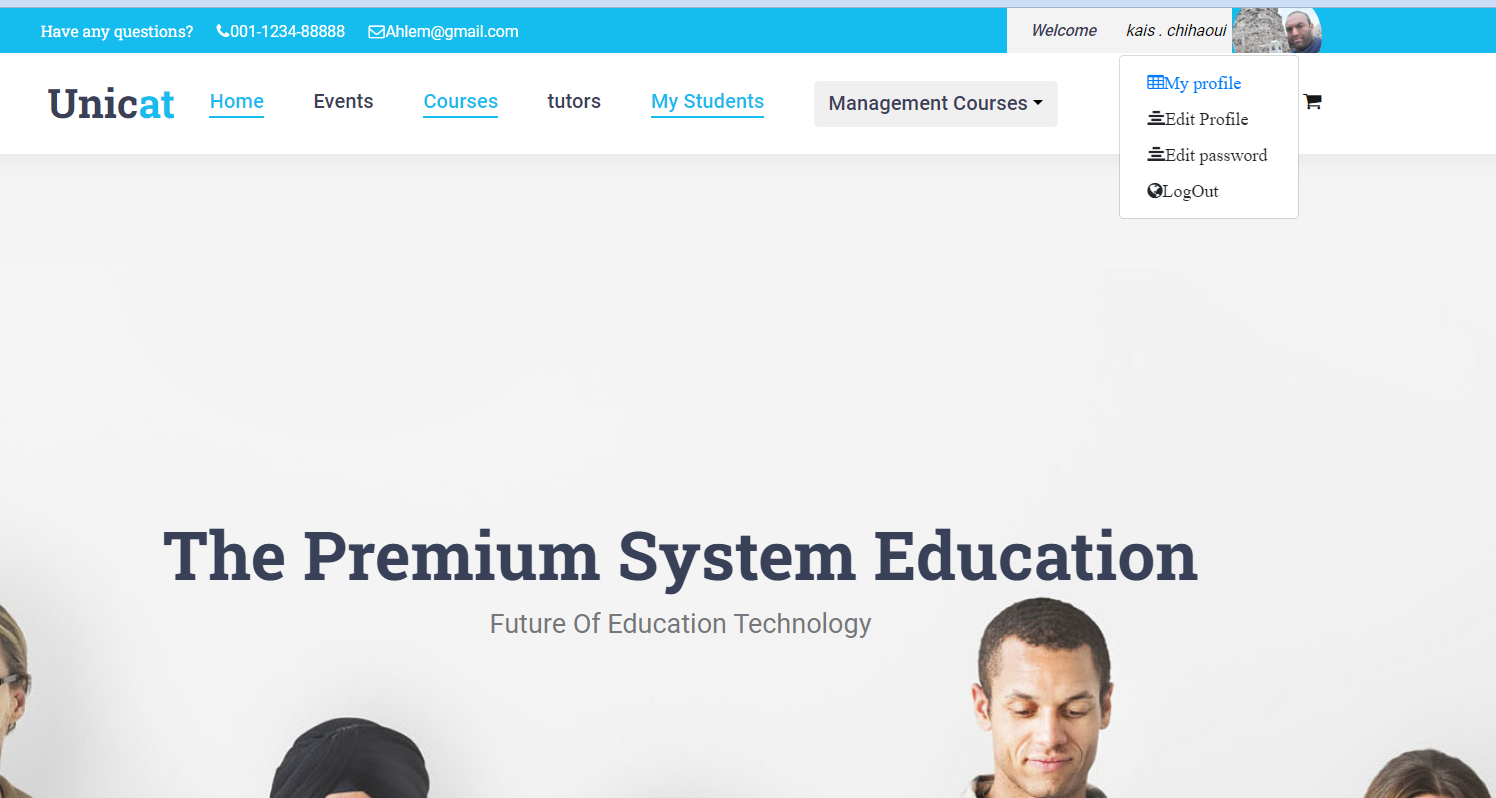 Have any questions? 001-1234-88888 Ahlem@gmail.com Welcome kais . chihaoui
Unicat Home Events Courses tutors My Students Management Courses
My profile
Edit Profile
Edit password
LogOut
The Premium System Education
Future Of Education Technology